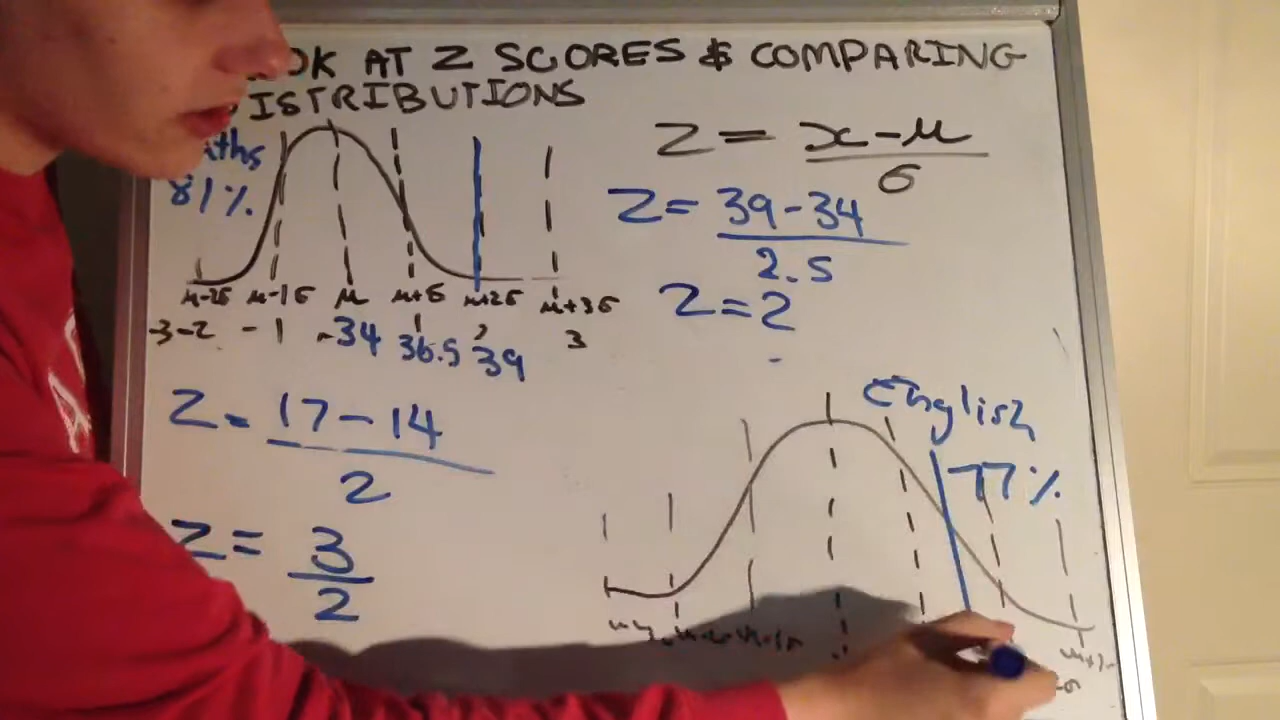 OK AT Z SCORES & COMPARING
ISTRIBUTIONS
ths
81%
μ-2σ μ-1σ μ μ+σ μ+2σ μ+3σ
-3 -2 -1 34 36.5 39 3
Z = x-μ
σ
Z = 39-34
2.5
Z = 2
Z = 17-14
2
Z = 3
2
English
77%